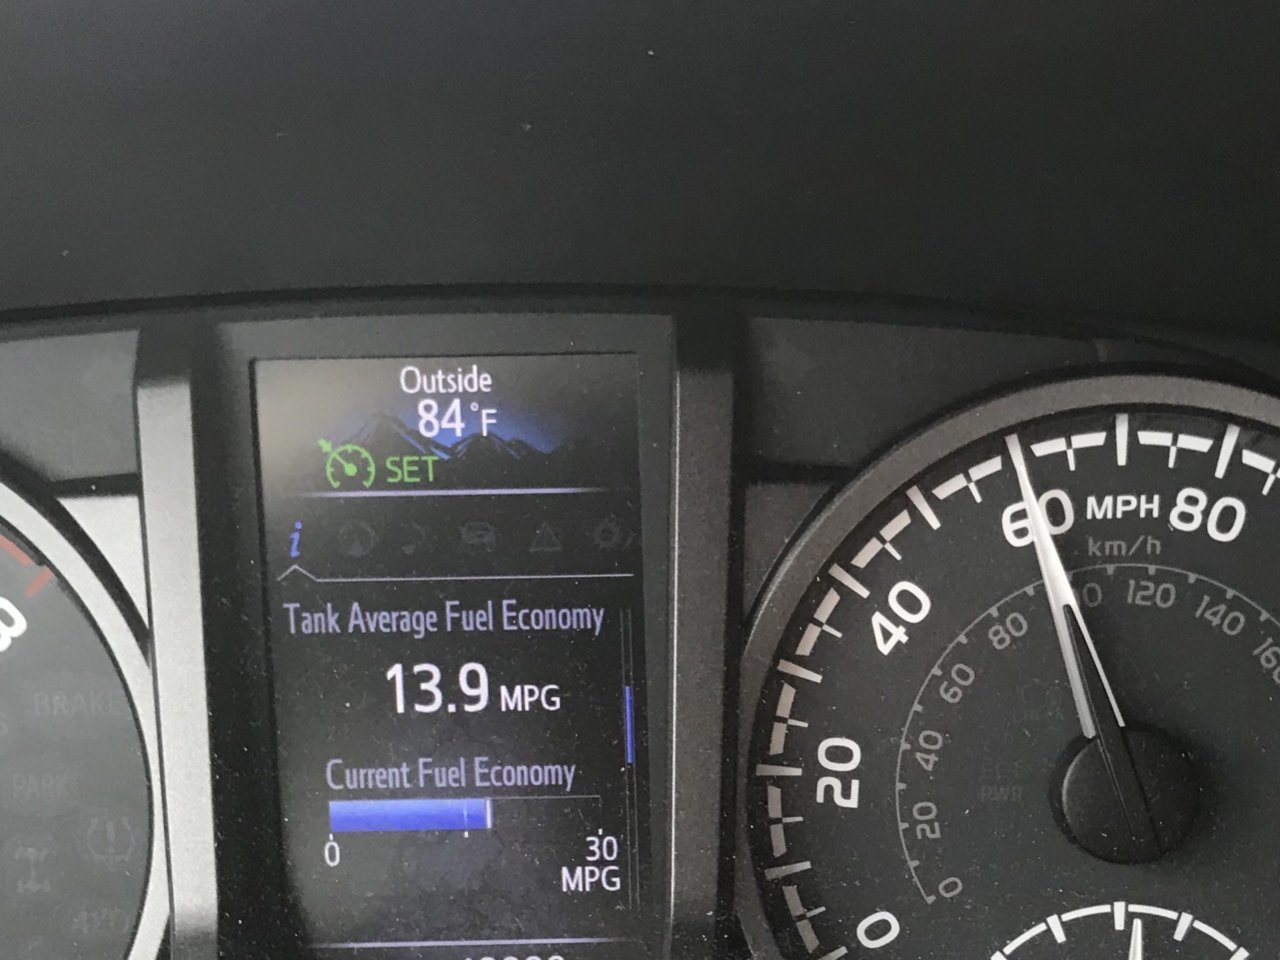 Outside
84°F
SET
i
Tank Average Fuel Economy
13.9 MPG
Current Fuel Economy
0
30
MPG
BRAKE
PARK
0
20
40
60
MPH
80
km/h
0
20
40
60
80
120
140
PWR